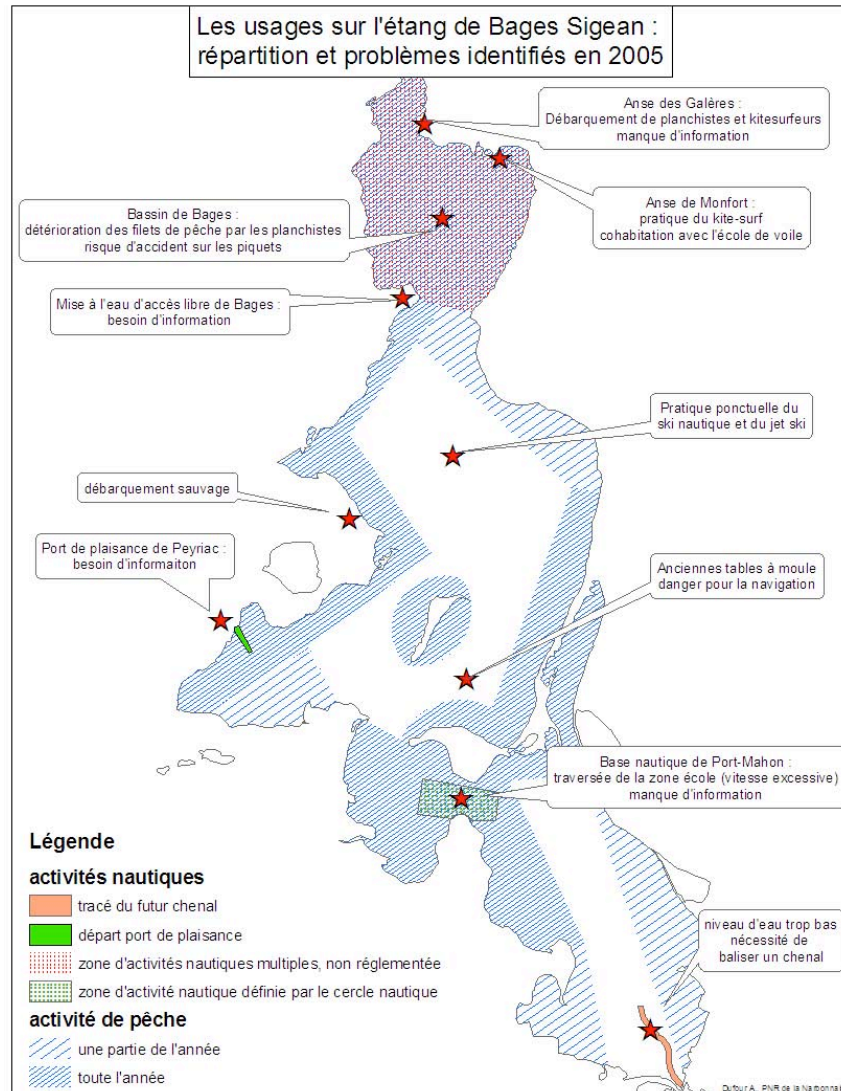 Les usages sur l'étang de Bages Sigean :
répartition et problèmes identifiés en 2005
Anse des Galères :
Débarquement de planchistes et kitesurfeurs
manque d'information
Anse de Monfort :
pratique du kite-surf
cohabitation avec l'école de voile
Bassin de Bages :
détérioration des filets de pêche par les planchistes
risque d'accident sur les piquets
Mise à l'eau d'accès libre de Bages :
besoin d'information
Pratique ponctuelle du
ski nautique et du jet ski
débarquement sauvage
Port de plaisance de Peyriac :
besoin d'informaiton
Anciennes tables à moule
danger pour la navigation
Base nautique de Port-Mahon :
traversée de la zone école (vitesse excessive)
manque d'information
niveau d'eau trop bas
nécessité de
baliser un chenal
Légende
activités nautiques
tracé du futur chenal
départ port de plaisance
zone d'activités nautiques multiples, non réglementée
zone d'activité nautique définie par le cercle nautique
activité de pêche
une partie de l'année
toute l'année
Dufour A. PNR de la Narbonnai